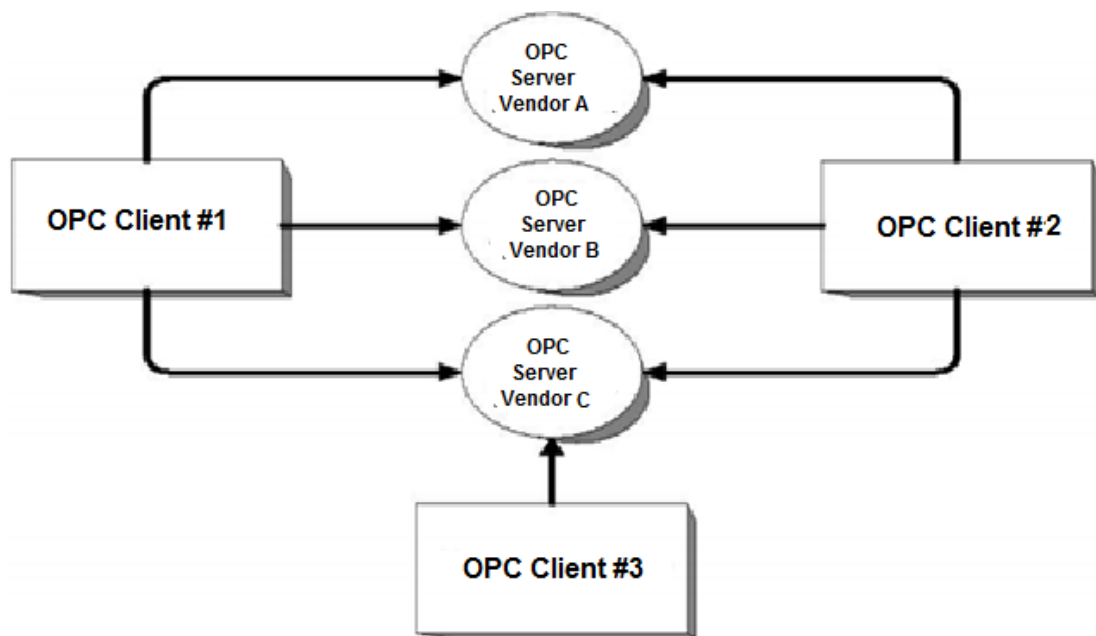 OPC
Server
Vendor A
OPC Client #1
OPC
Server
Vendor B
OPC Client #2
OPC
Server
Vendor C
OPC Client #3